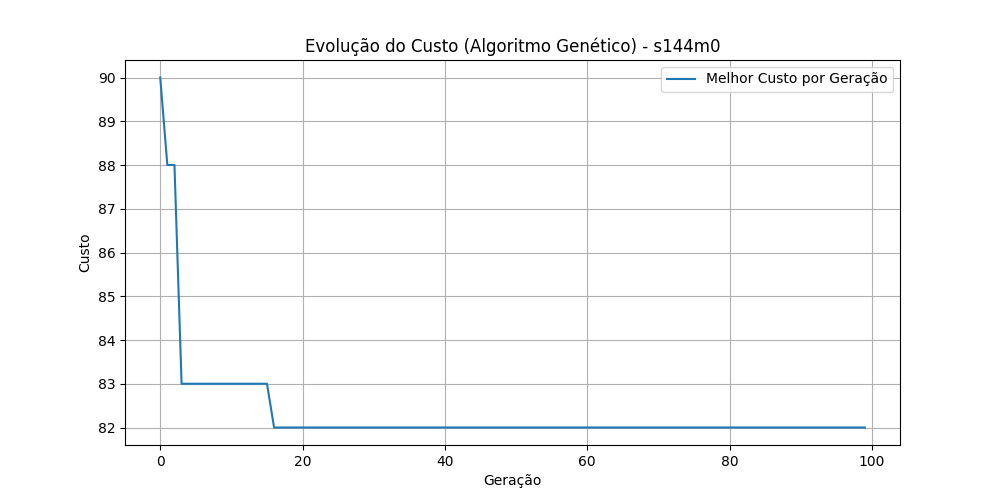 Evolução do Custo (Algoritmo Genético) - s144m0
Melhor Custo por Geração
90
89
88
87
86
85
84
83
82
Custo
0 20 40 60 80 100
Geração